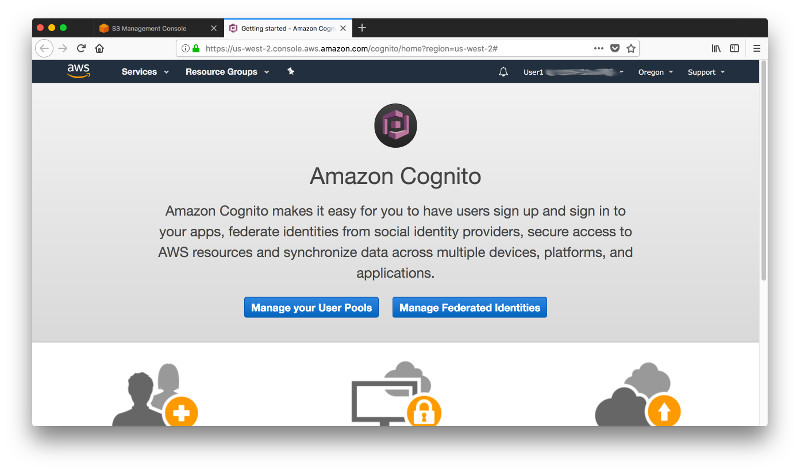 S3 Management Console
Getting started - Amazon Cogn
https://us-west-2.console.aws.amazon.com/cognito/home?region=us-west-2#
aws
Services
Resource Groups
User1
Oregon
Support
Amazon Cognito
Amazon Cognito makes it easy for you to have users sign up and sign in to
your apps, federate identities from social identity providers, secure access to
AWS resources and synchronize data across multiple devices, platforms, and
applications.
Manage your User Pools
Manage Federated Identities